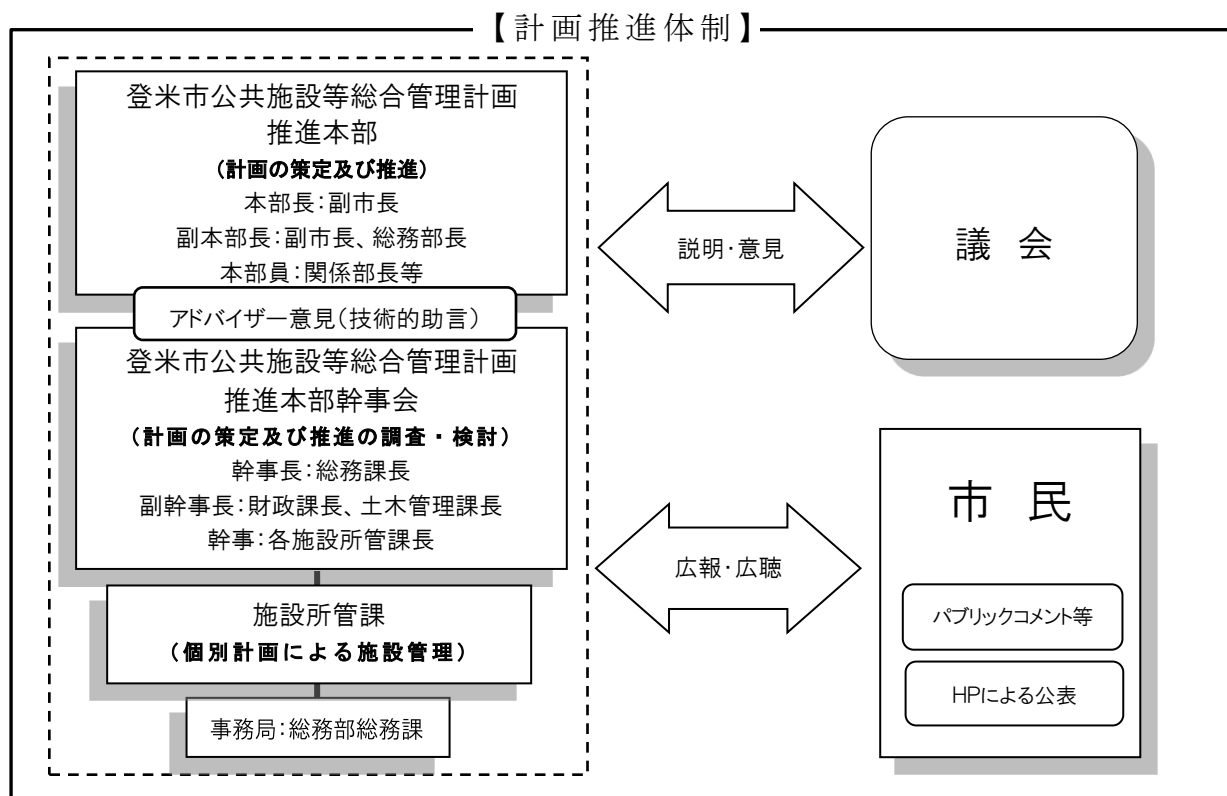 【計画推進体制】
登米市公共施設等総合管理計画
推進本部
(計画の策定及び推進)
本部長:副市長
副本部長:副市長、総務部長
本部員:関係部長等
アドバイザー意見(技術的助言)
登米市公共施設等総合管理計画
推進本部幹事会
(計画の策定及び推進の調査・検討)
幹事長:総務課長
副幹事長:財政課長、土木管理課長
幹事:各施設所管課長
施設所管課
(個別計画による施設管理)
事務局:総務部総務課
説明・意見
議 会
広報・広聴
市 民
パブリックコメント等
HPによる公表